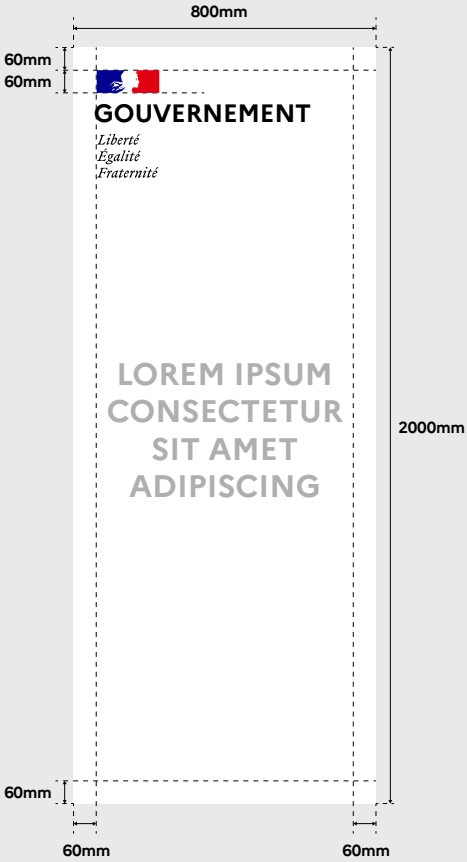 800mm
60mm
60mm
GOUVERNEMENT
Liberté
Égalité
Fraternité
LOREM IPSUM
CONSECTETUR
SIT AMET
ADIPISCING
2000mm
60mm
60mm
60mm